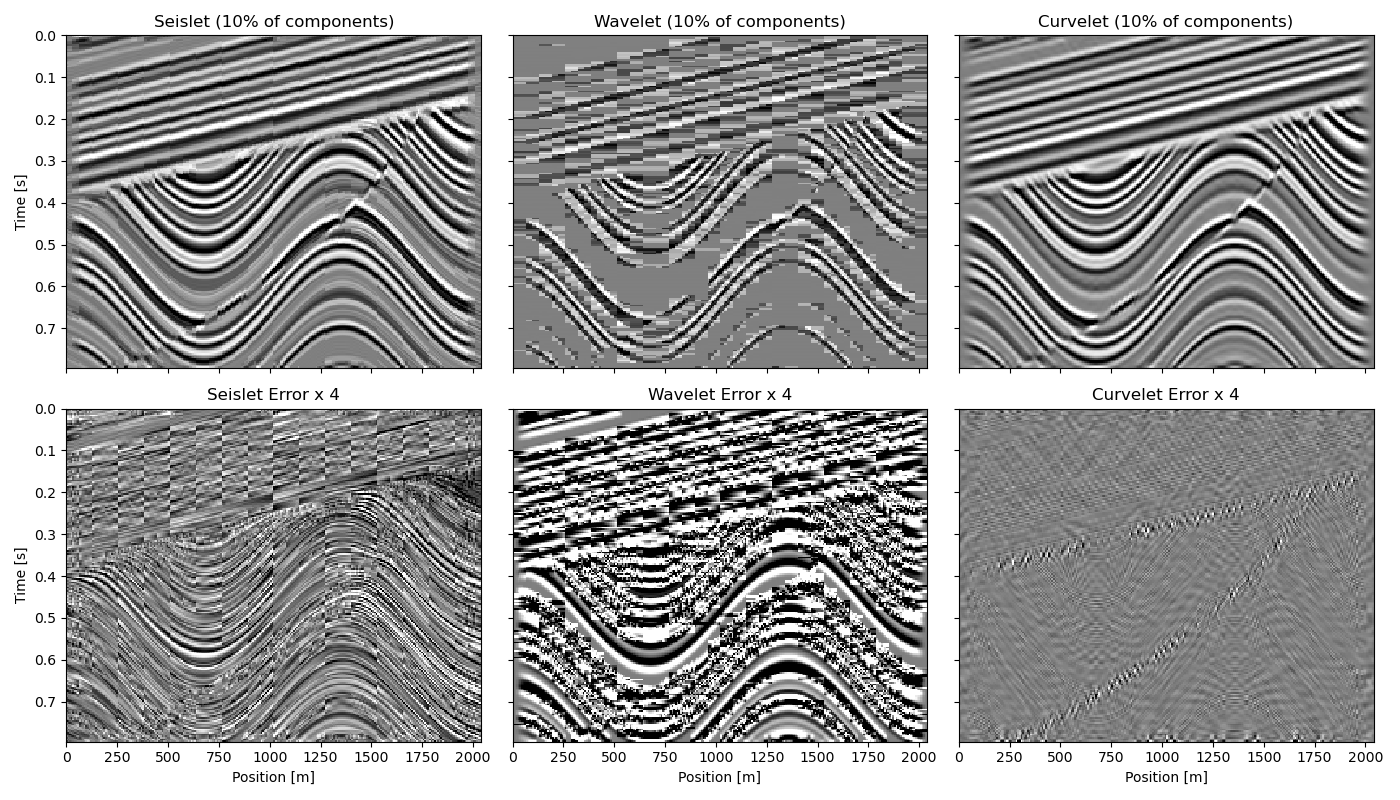 Seislet (10% of components)
Wavelet (10% of components)
Curvelet (10% of components)
0.0
0.1
0.2
0.3
0.4
0.5
0.6
0.7
Time [s]
Seislet Error x 4
Wavelet Error x 4
Curvelet Error x 4
0.0
0.1
0.2
0.3
0.4
0.5
0.6
0.7
Time [s]
0 250 500 750 1000 1250 1500 1750 2000
0 250 500 750 1000 1250 1500 1750 2000
0 250 500 750 1000 1250 1500 1750 2000
Position [m]
Position [m]
Position [m]